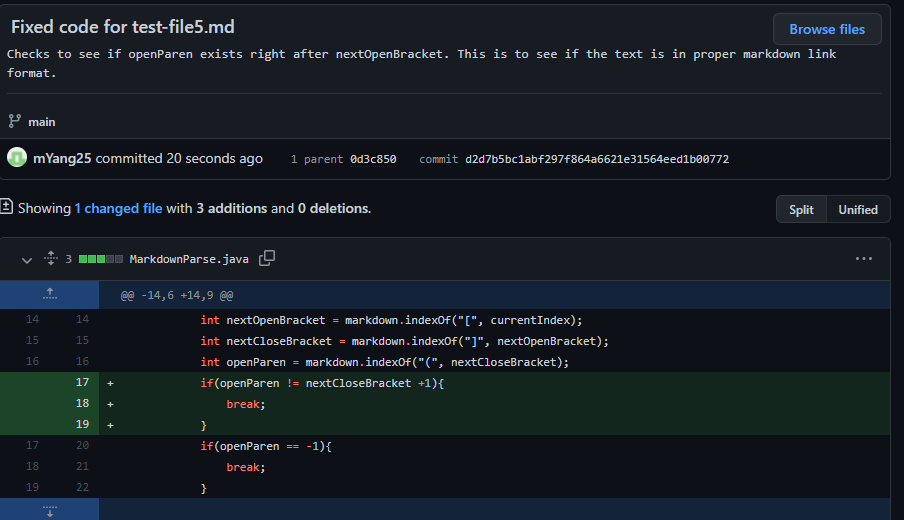 Fixed code for test-file5.md
Browse files
Checks to see if openParen exists right after nextOpenBracket. This is to see if the text is in proper markdown link
format.
main
mYang25 committed 20 seconds ago 1 parent 0d3c850 commit d2d7b5bc1abf297f864a6621e31564eed1b00772
Showing 1 changed file with 3 additions and 0 deletions.
Split Unified
3 MarkdownParse.java
@@ -14,6 +14,9 @@
14 14 int nextOpenBracket = markdown.indexOf("[", currentIndex);
15 15 int nextCloseBracket = markdown.indexOf("]", nextOpenBracket);
16 16 int openParen = markdown.indexOf("(", nextCloseBracket);
17 + if(openParen != nextCloseBracket +1){
18 + break;
19 + }
17 20 if(openParen == -1){
18 21 break;
19 22 }